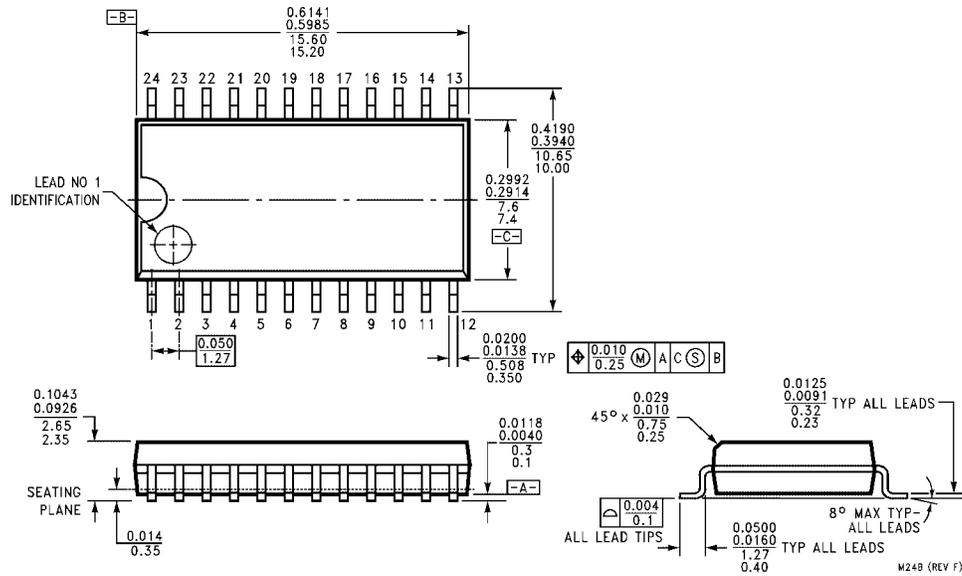 -B-
0.6141
0.5985
15.60
15.20
24 23 22 21 20 19 18 17 16 15 14 13
0.4190
0.3940
10.65
10.00
LEAD NO 1
IDENTIFICATION
0.2992
0.2914
7.6
7.4
-C-
1 2 3 4 5 6 7 8 9 10 11 12
0.050
1.27
0.0200
0.0138
0.508
0.350
TYP
⌖ 0.010 0.25 Ⓜ A C Ⓢ B
0.1043
0.0926
2.65
2.35
0.0118
0.0040
0.3
0.1
-A-
SEATING
PLANE
0.014
0.35
45° x
0.029
0.010
0.75
0.25
0.0125
0.0091
0.32
0.23
TYP ALL LEADS
0.004
0.1
ALL LEAD TIPS
8° MAX TYP-
ALL LEADS
0.0500
0.0160
1.27
0.40
TYP ALL LEADS
M24B (REV F)